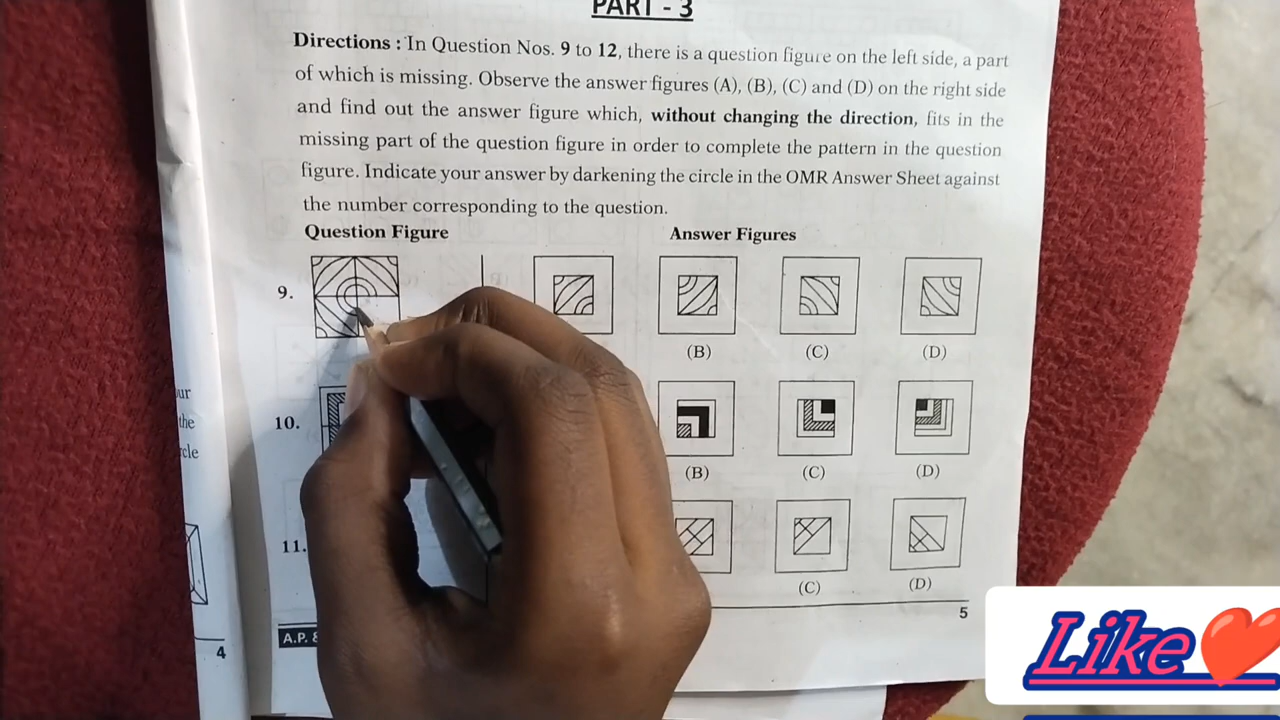 PART - 3
Directions : In Question Nos. 9 to 12, there is a question figure on the left side, a part
of which is missing. Observe the answer figures (A), (B), (C) and (D) on the right side
and find out the answer figure which, without changing the direction, fits in the
missing part of the question figure in order to complete the pattern in the question
figure. Indicate your answer by darkening the circle in the OMR Answer Sheet against
the number corresponding to the question.
Question Figure Answer Figures
9.
(B) (C) (D)
10.
(B) (C) (D)
11.
(C) (D)
5
A.P.
the
4
Like